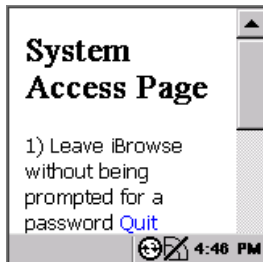 System
Access Page
1) Leave iBrowse
without being
prompted for a
password Quit
4:46 PM